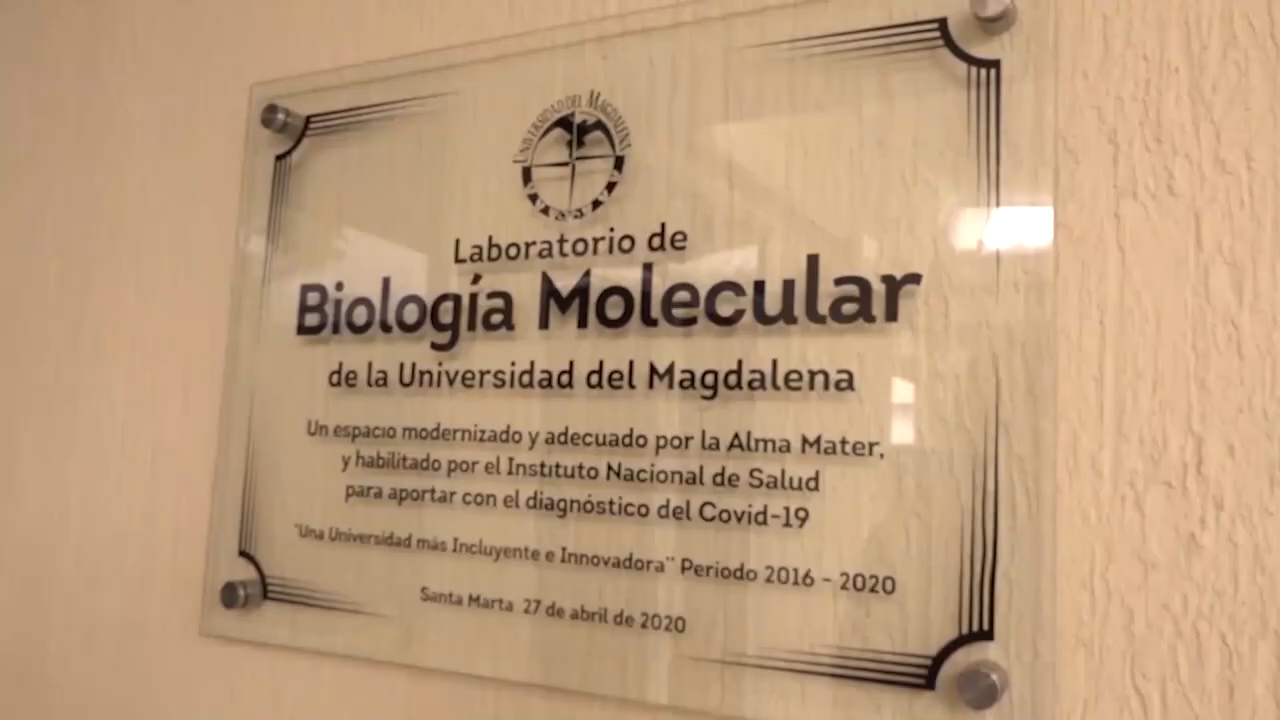 UNIVERSIDAD DEL MAGDALENA
Laboratorio de
Biología Molecular
de la Universidad del Magdalena
Un espacio modernizado y adecuado por la Alma Mater,
y habilitado por el Instituto Nacional de Salud
para aportar con el diagnóstico del Covid-19
"Una Universidad más Incluyente e Innovadora" Periodo 2016 - 2020
Santa Marta 27 de abril de 2020